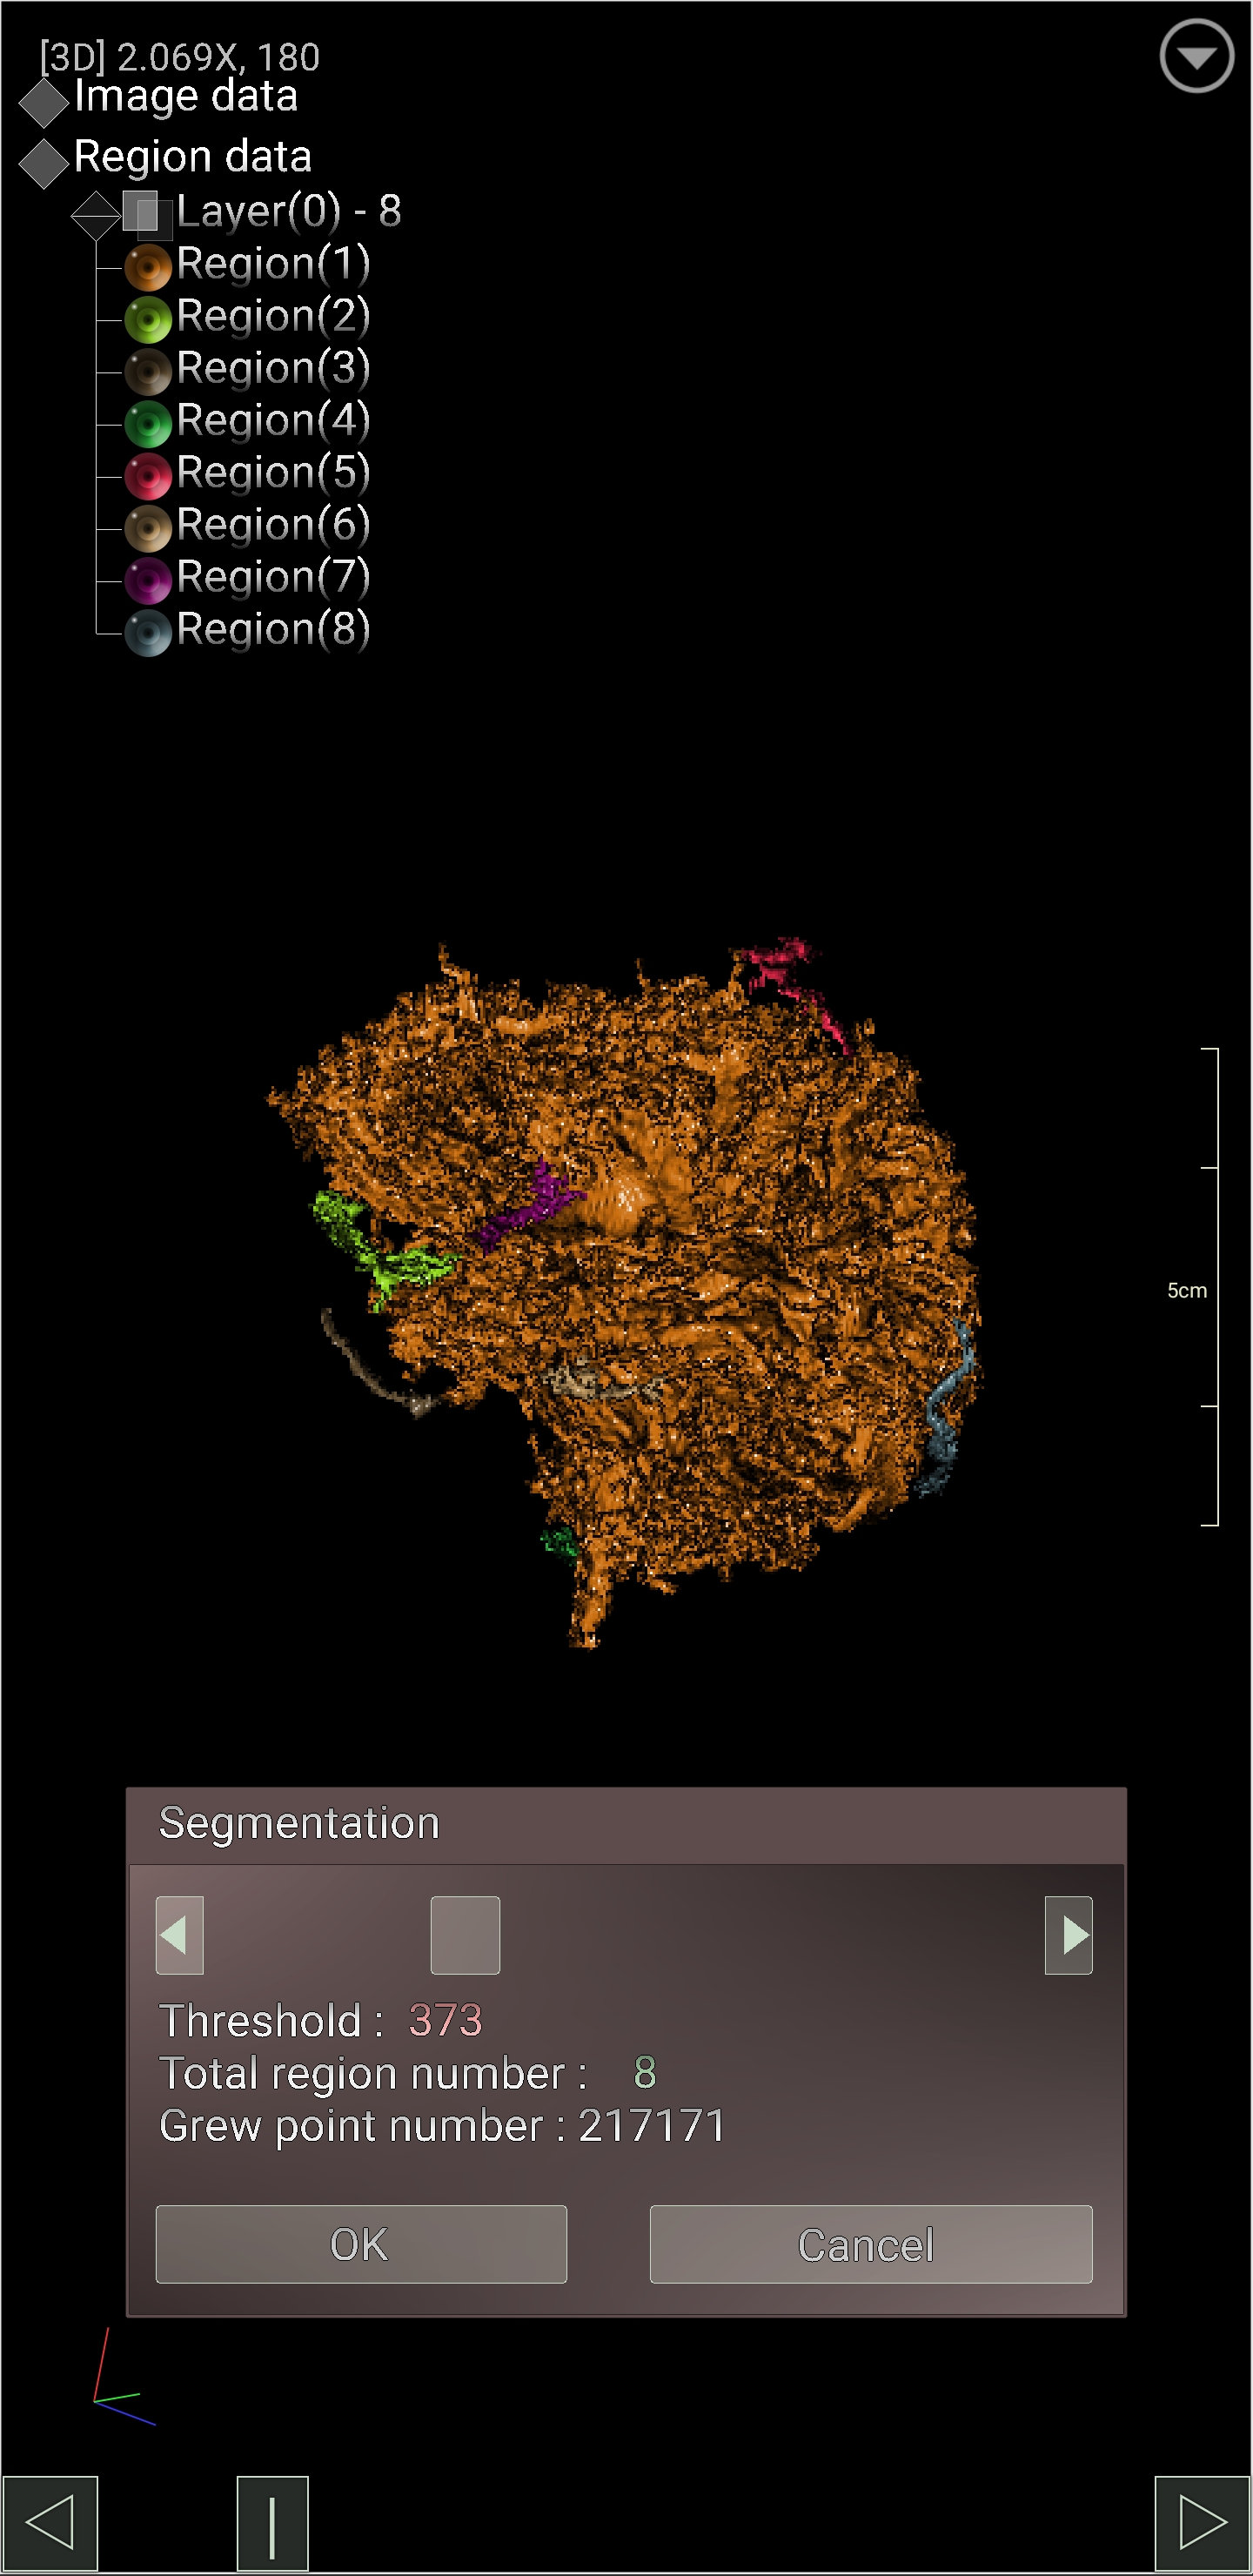 [3D] 2.069X, 180
Image data
Region data
Layer(0) - 8
Region(1)
Region(2)
Region(3)
Region(4)
Region(5)
Region(6)
Region(7)
Region(8)
5cm
Segmentation
Threshold : 373
Total region number : 8
Grew point number : 217171
OK
Cancel